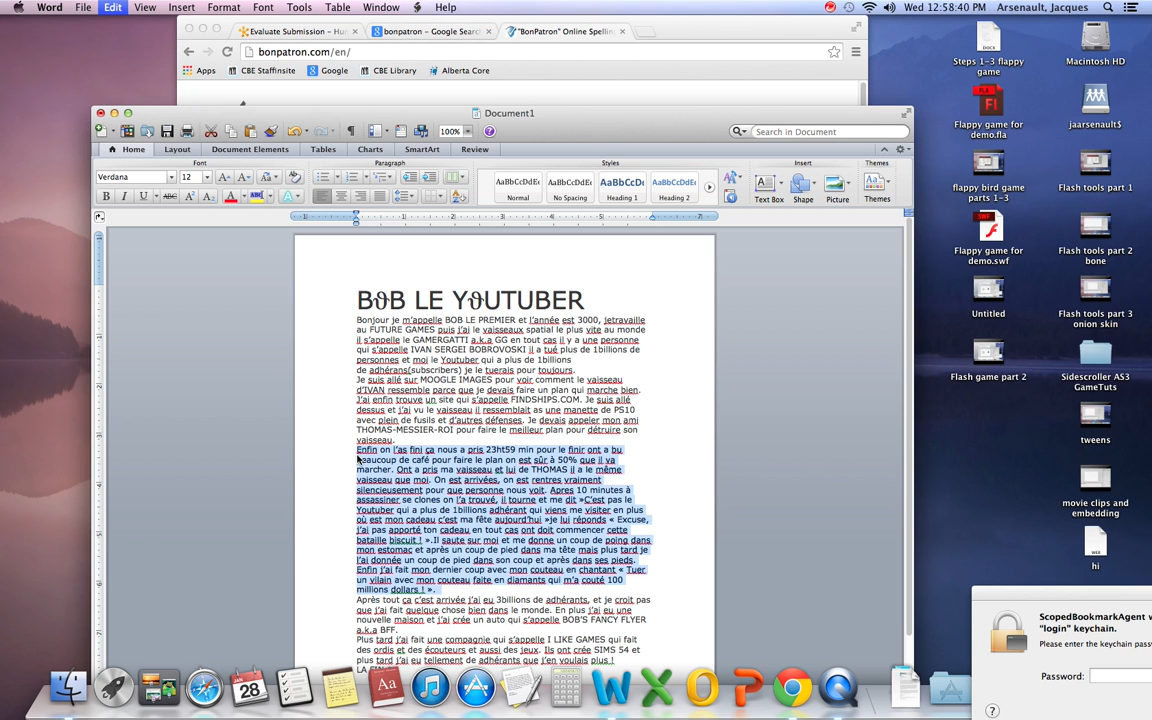 Word File Edit View Insert Format Font Tools Table Window Help Wed 12:58:40 Arsenault, Jacques
Evaluate Submission – Hu
bonpatron – Google Searc
"BonPatron" Online Spellin
bonpatron.com/en/
Apps CBE Staffinsite Google CBE Library Alberta Core
Document1
100%
Search in Document
Home Layout Document Elements Tables Charts SmartArt Review
Font Paragraph Styles Insert Themes
Verdana 12
AaBbCcDdEe AaBbCcDdEe AaBbCcDc AaBbCcDdEe
Normal No Spacing Heading 1 Heading 2 Text Box Shape Picture Themes
BOB LE YOUTUBER
Bonjour je m'appelle BOB LE PREMIER et l'année est 3000, jetravaille
au FUTURE GAMES puis j'ai le vaisseaux spatial le plus vite au monde
il s'appelle le GAMERGATTI a.k.a GG en tout cas il y a une personne
qui s'appelle IVAN SERGEI BOBROVSKI il a tué plus de 1billions de
personnes et moi le Youtuber qui a plus de 1billions
de adhérans(subscribers) je le tuerais pour toujours.
Je suis allé sur MOOGLE IMAGES pour voir comment le vaisseau
d'IVAN ressemble parce que je devais faire un plan qui marche bien.
J'ai enfin trouve un site qui s'appelle FINDSHIPS.COM. Je suis allé
dessus et j'ai vu le vaisseau il ressemblait as une manette de PS10
avec plein de fusils et d'autres défenses. Je devais appeler mon ami
THOMAS-MESSIER-ROI pour faire le meilleur plan pour détruire son
vaisseau.
Enfin on l'as fini ça nous a pris 23ht59 min pour le finir ont a bu
beaucoup de café pour faire le plan on est sûr à 50% que il va
marcher. Ont a pris ma vaisseau et lui de THOMAS il a le même
vaisseau que moi. On est arrivées, on est rentres vraiment
silencieusement pour que personne nous voit. Apres 10 minutes à
assassiner se clones on l'a trouvé, il tourne et me dit »C'est pas le
Youtuber qui a plus de 1billions adhérant qui viens me visiter en plus
où est mon cadeau c'est ma fête aujourd'hui »je lui réponds « Excuse,
j'ai pas apporté ton cadeau en tout cas ont doit commencer cette
bataille biscuit ! ».Il saute sur moi et me donne un coup de poing dans
mon estomac et après un coup de pied dans ma tête mais plus tard je
l'ai donnée un coup de pied dans son coup et après dans ses pieds.
Enfin j'ai fait mon dernier coup avec mon couteau en chantant « Tuer
un vilain avec mon couteau faite en diamants qui m'a couté 100
millions dollars ! ».
Après tout ça c'est arrivée j'ai eu 3billions de adhérants, et je croit pas
que j'ai fait quelque chose bien dans le monde. En plus j'ai eu une
nouvelle maison et j'ai crée un auto qui s'appelle BOB'S FANCY FLYER
a.k.a BFF.
Plus tard j'ai fait une compagnie qui s'appelle I LIKE GAMES qui fait
des ordis et des écouteurs et aussi des jeux. Ils ont créé SIMS 54 et
plus tard j'ai eu tellement de adhérants que j'en voulais plus !
Steps 1-3 flappy
game
Macintosh HD
Flappy game for
demo.fla
jaarsenault$
flappy bird game
parts 1-3
Flash tools part 1
Flappy game for
demo.swf
Flash tools part 2
bone
Untitled
Flash tools part 3
onion skin
Flash game part 2
Sidescroller AS3
GameTuts
tweens
movie clips and
embedding
hi
ScopedBookmarkAgent w
"login" keychain.
Please enter the keychain passw
Password:
JAN
28